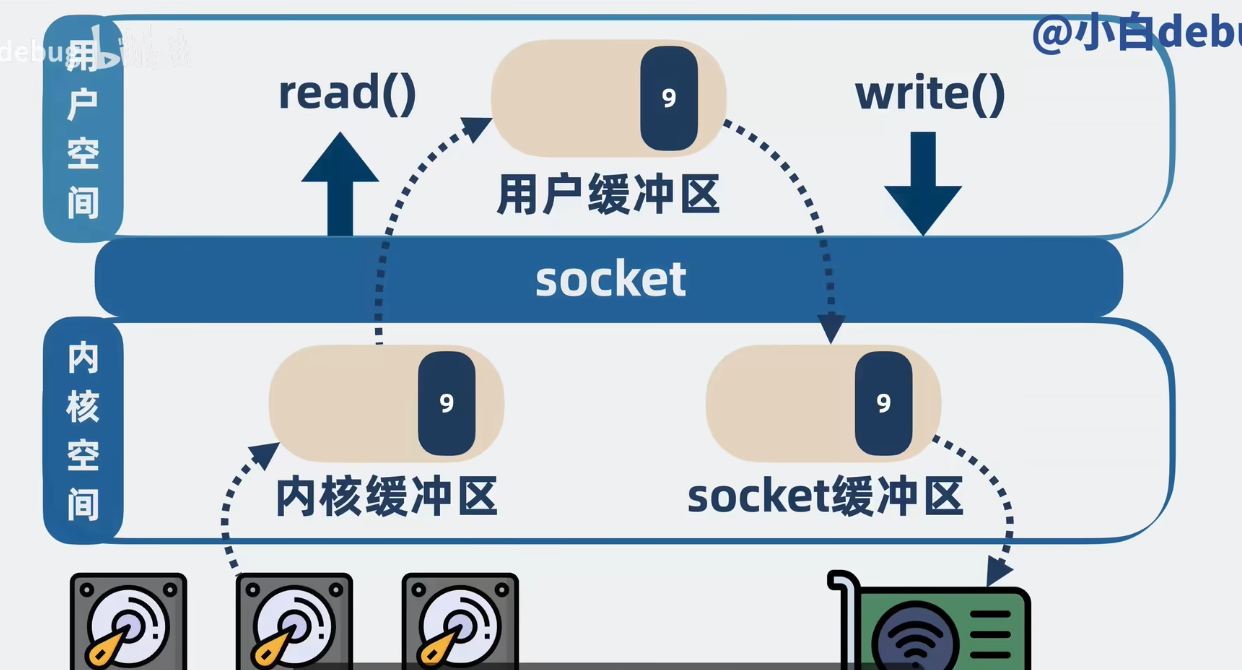 @小白debu
debug
用户空间
read()
9
write()
用户缓冲区
socket
内核空间
9
9
内核缓冲区
socket缓冲区